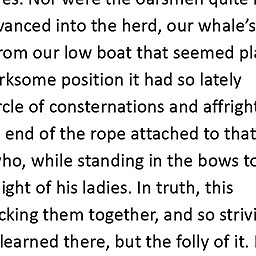 es. Nor were the oarsmen quite
vanced into the herd, our whale's
rom our low boat that seemed pl
rksome position it had so lately
rcle of consternations and affright
end of the rope attached to that
ho, while standing in the bows to
ight of his ladies. In truth, this
cking them together, and so strivi
learned there, but the folly of it.